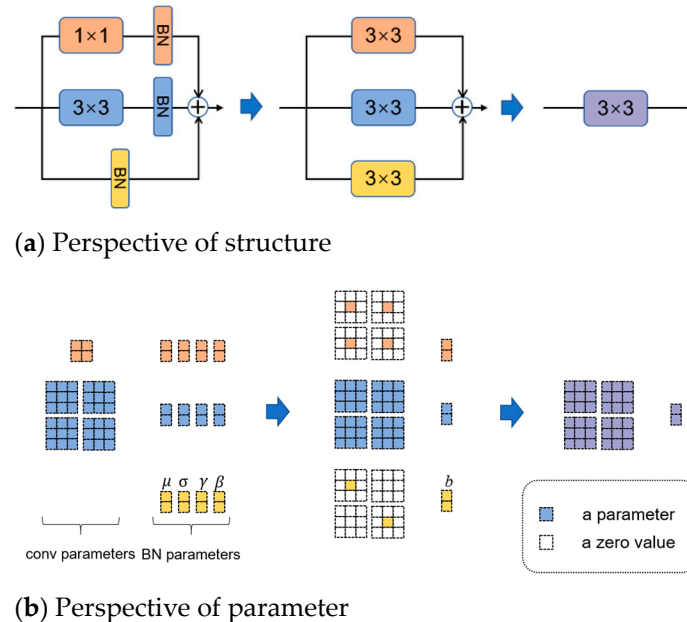 1×1
BN
3×3
BN
BN
3×3
3×3
3×3
3×3
(a) Perspective of structure
μ σ γ β
b
conv parameters
BN parameters
a parameter
a zero value
(b) Perspective of parameter